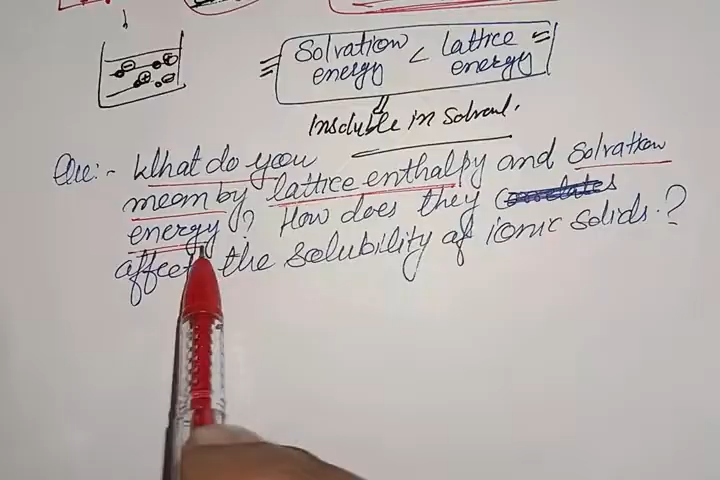 Solvation < lattice
energy energy
Insoluble in solvent.
Que:- What do you
mean by lattice enthalpy and solvation
energy? How does they
affect the solubility of ionic solids.?